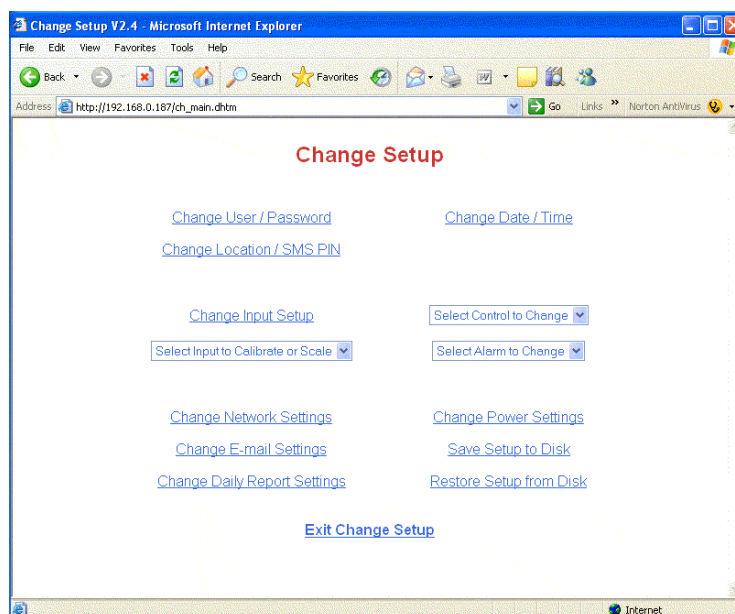 Change Setup V2.4 - Microsoft Internet Explorer
File Edit View Favorites Tools Help
Back Search Favorites
Address http://192.168.0.187/ch_main.dhtm Go Links Norton AntiVirus
Change Setup
Change User / Password Change Date / Time
Change Location / SMS PIN
Change Input Setup Select Control to Change
Select Input to Calibrate or Scale Select Alarm to Change
Change Network Settings Change Power Settings
Change E-mail Settings Save Setup to Disk
Change Daily Report Settings Restore Setup from Disk
Exit Change Setup
Internet